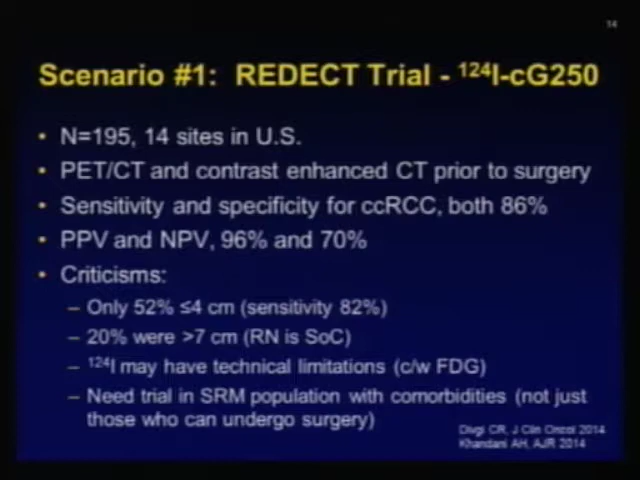 14
Scenario #1: REDECT Trial - ¹²⁴I-cG250
• N=195, 14 sites in U.S.
• PET/CT and contrast enhanced CT prior to surgery
• Sensitivity and specificity for ccRCC, both 86%
• PPV and NPV, 96% and 70%
• Criticisms:
– Only 52% ≤4 cm (sensitivity 82%)
– 20% were >7 cm (RN is SoC)
– ¹²⁴I may have technical limitations (c/w FDG)
– Need trial in SRM population with comorbidities (not just
those who can undergo surgery)
Divgi CR, J Clin Oncol 2014
Khandani AH, AJR 2014